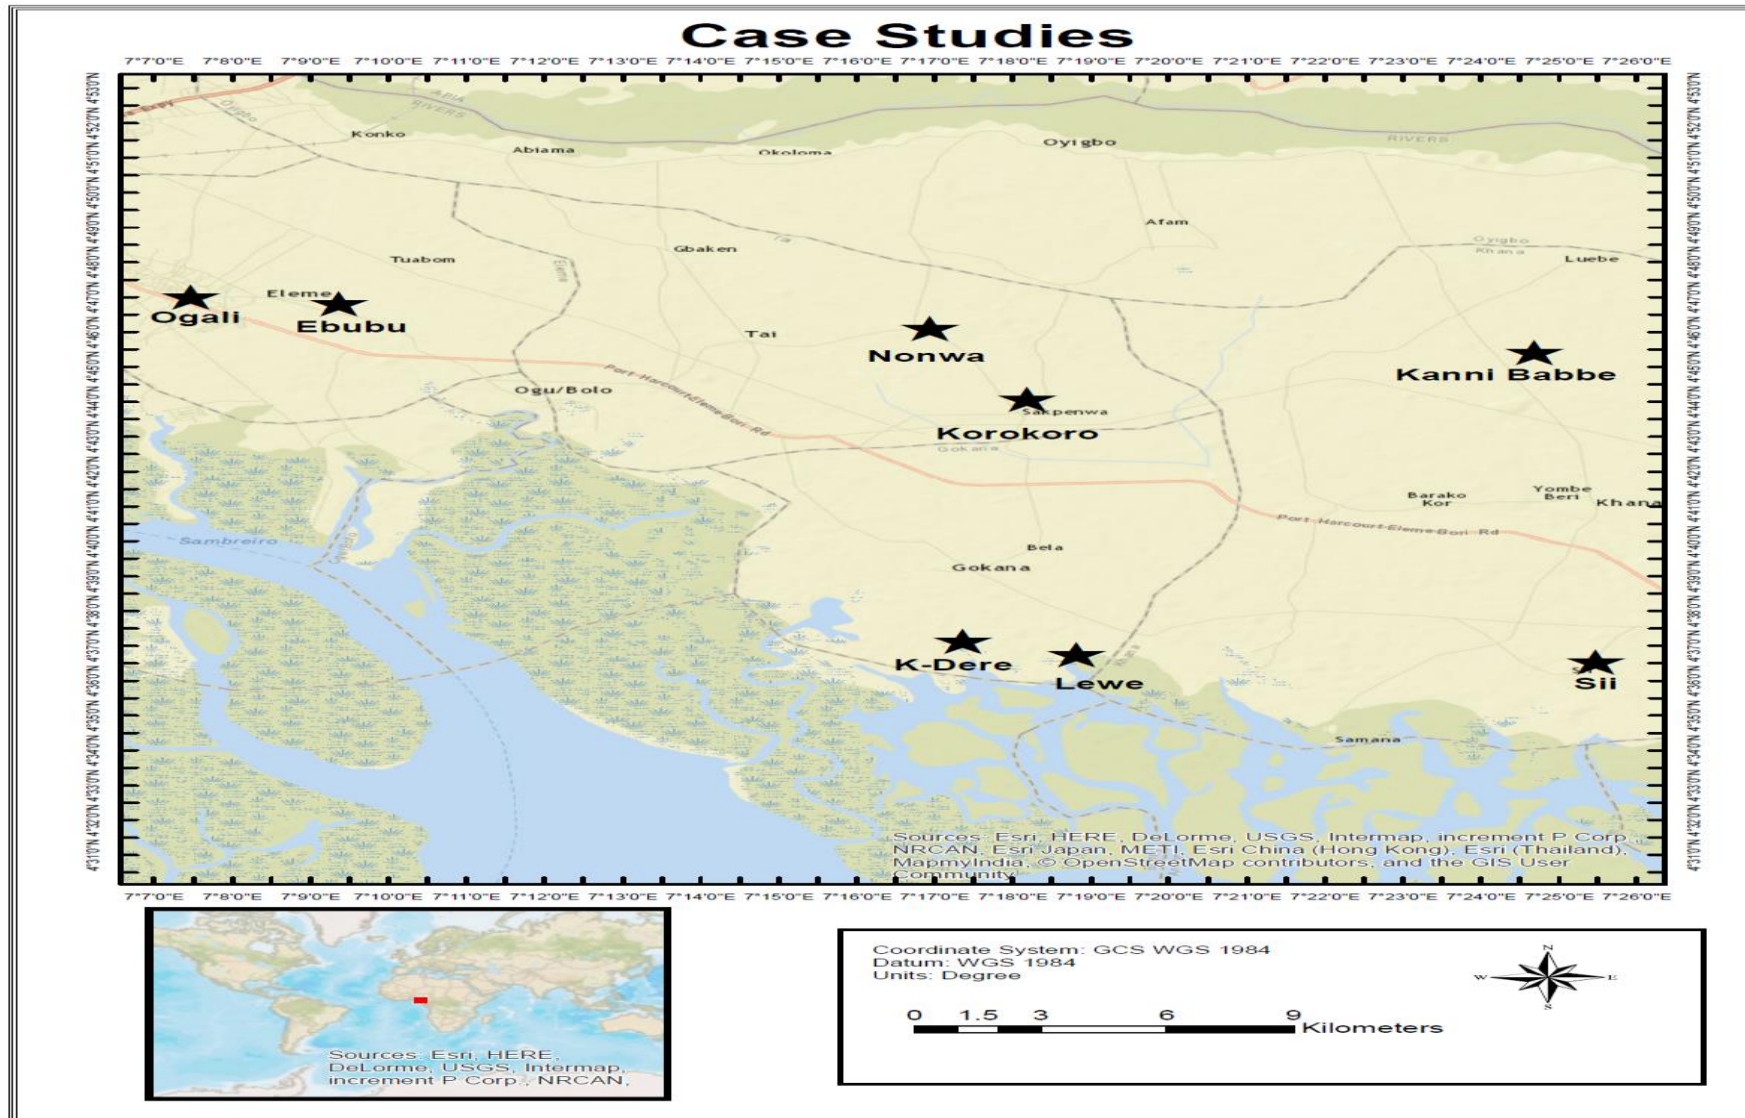 Case Studies
7°7'0"E 7°8'0"E 7°9'0"E 7°10'0"E 7°11'0"E 7°12'0"E 7°13'0"E 7°14'0"E 7°15'0"E 7°16'0"E 7°17'0"E 7°18'0"E 7°19'0"E 7°20'0"E 7°21'0"E 7°22'0"E 7°23'0"E 7°24'0"E 7°25'0"E 7°26'0"E
ABIA
RIVERS
Oyigbo
Konko
Abiama
Okoloma
Oyigbo
RIVERS
Afam
Tai
Gbaken
Tuabom
Eleme
Oyigbo
Khana
Luebe
Eleme
Ogali
Ebubu
Tai
Nonwa
Kanni Babbe
Ogu/Bolo
Port Harcourt-Eleme-Bori Rd
Sakpenwa
Korokoro
Gokana
Barako
Kor
Yombe
Beri
Khana
Port Harcourt-Eleme-Bori Rd
Sambreiro
Bela
Gokana
K-Dere
Lewe
Sii
Samana
Sources: Esri, HERE, DeLorme, USGS, Intermap, increment P Corp.,
NRCAN, Esri Japan, METI, Esri China (Hong Kong), Esri (Thailand),
MapmyIndia, © OpenStreetMap contributors, and the GIS User
Community
7°7'0"E 7°8'0"E 7°9'0"E 7°10'0"E 7°11'0"E 7°12'0"E 7°13'0"E 7°14'0"E 7°15'0"E 7°16'0"E 7°17'0"E 7°18'0"E 7°19'0"E 7°20'0"E 7°21'0"E 7°22'0"E 7°23'0"E 7°24'0"E 7°25'0"E 7°26'0"E
Sources: Esri, HERE,
DeLorme, USGS, Intermap,
increment P Corp., NRCAN,
Coordinate System: GCS WGS 1984
Datum: WGS 1984
Units: Degree
N
W E
S
0 1.5 3 6 9
Kilometers